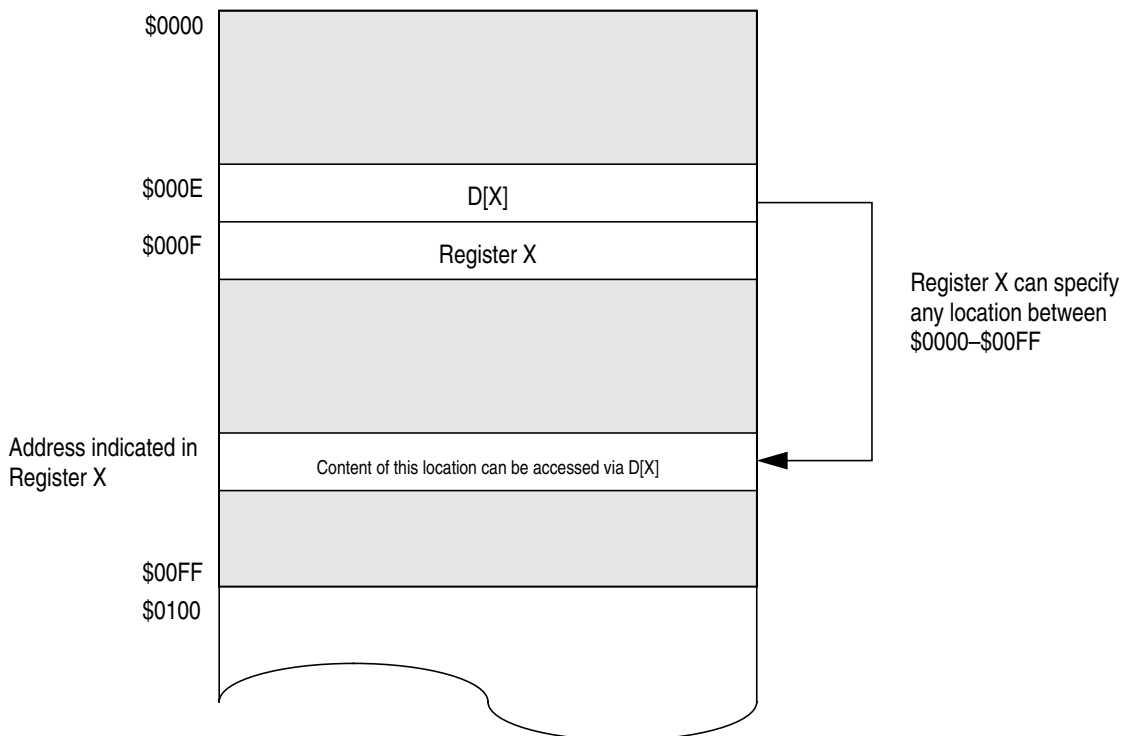 $0000
$000E
D[X]
$000F
Register X
Register X can specify
any location between
$0000–$00FF
Address indicated in
Register X
Content of this location can be accessed via D[X]
$00FF
$0100